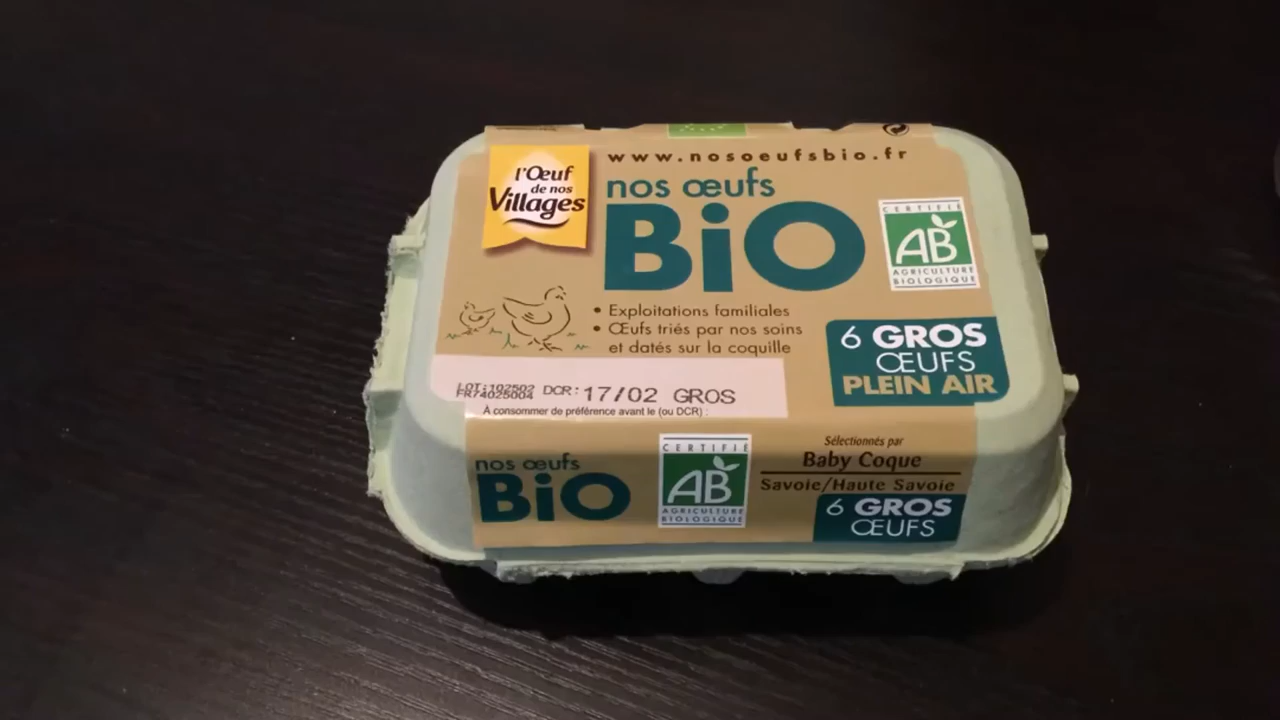 www.nosoeufsbio.fr
l'Œuf
de nos
Villages
nos œufs
BiO
CERTIFIÉ
AB
AGRICULTURE
BIOLOGIQUE
• Exploitations familiales
• Œufs triés par nos soins
et datés sur la coquille
6 GROS
ŒUFS
PLEIN AIR
LOT:102502
FR74025004
DCR:17/02 GROS
À consommer de préférence avant le (ou DCR) :
nos œufs
BiO
CERTIFIÉ
AB
AGRICULTURE
BIOLOGIQUE
Sélectionnés par
Baby Coque
Savoie/Haute Savoie
6 GROS
ŒUFS